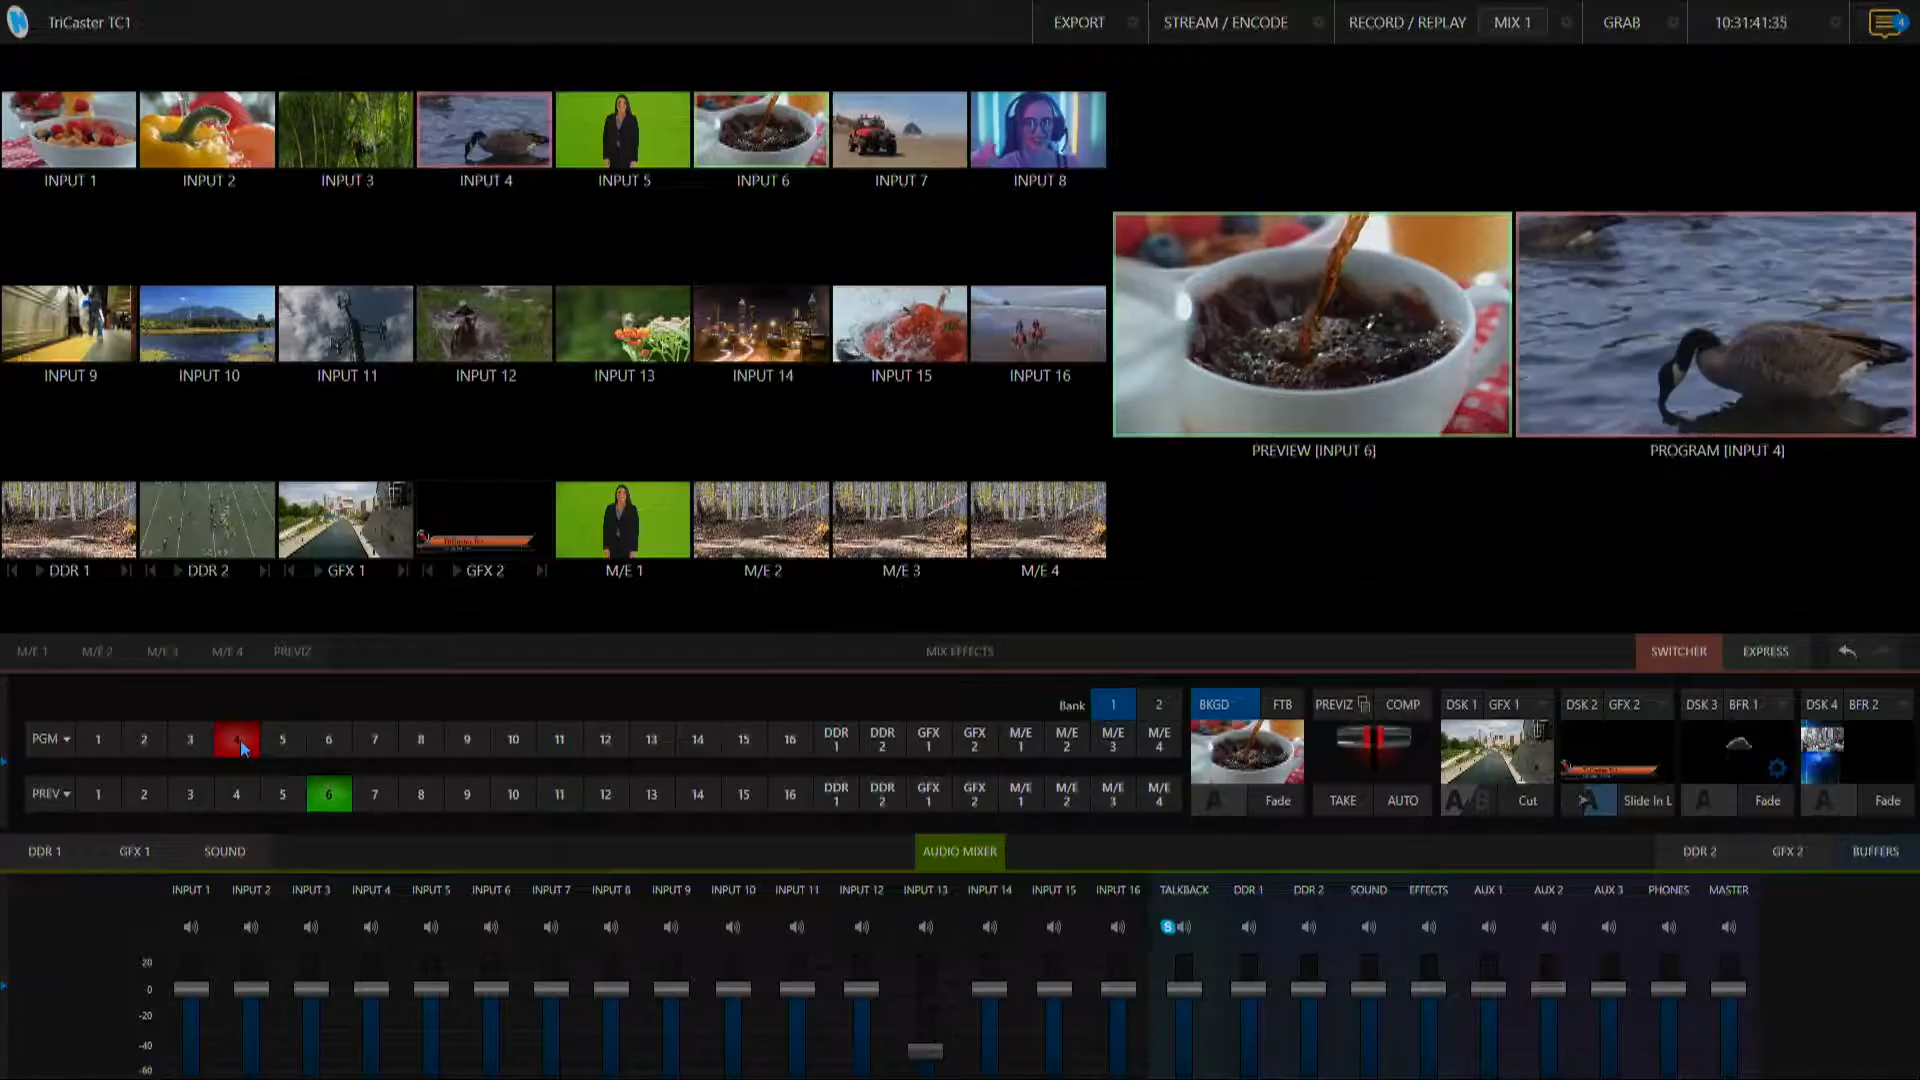 TriCaster TC1
EXPORT
STREAM / ENCODE
RECORD / REPLAY
MIX 1
GRAB
10:31:41:35
4
INPUT 1 INPUT 2 INPUT 3 INPUT 4 INPUT 5 INPUT 6 INPUT 7 INPUT 8
PREVIEW [INPUT 6] PROGRAM [INPUT 4]
INPUT 9 INPUT 10 INPUT 11 INPUT 12 INPUT 13 INPUT 14 INPUT 15 INPUT 16
DDR 1 DDR 2 GFX 1 GFX 2 M/E 1 M/E 2 M/E 3 M/E 4
M/E 1 M/E 2 M/E 3 M/E 4 PREVIZ MIX EFFECTS SWITCHER EXPRESS
Bank 1 2 BKGD FTB PREVIZ COMP DSK 1 GFX 1 DSK 2 GFX 2 DSK 3 BFR 1 DSK 4 BFR 2
PGM 1 2 3 4 5 6 7 8 9 10 11 12 13 14 15 16 DDR 1 DDR 2 GFX 1 GFX 2 M/E 1 M/E 2 M/E 3 M/E 4
PREV 1 2 3 4 5 6 7 8 9 10 11 12 13 14 15 16 DDR 1 DDR 2 GFX 1 GFX 2 M/E 1 M/E 2 M/E 3 M/E 4
A Fade TAKE AUTO A/B Cut A Slide In L A Fade A Fade
DDR 1 GFX 1 SOUND AUDIO MIXER DDR 2 GFX 2 BUFFERS
INPUT 1 INPUT 2 INPUT 3 INPUT 4 INPUT 5 INPUT 6 INPUT 7 INPUT 8 INPUT 9 INPUT 10 INPUT 11 INPUT 12 INPUT 13 INPUT 14 INPUT 15 INPUT 16 TALKBACK DDR 1 DDR 2 SOUND EFFECTS AUX 1 AUX 2 AUX 3 PHONES MASTER
20
0
-20
-40
-60